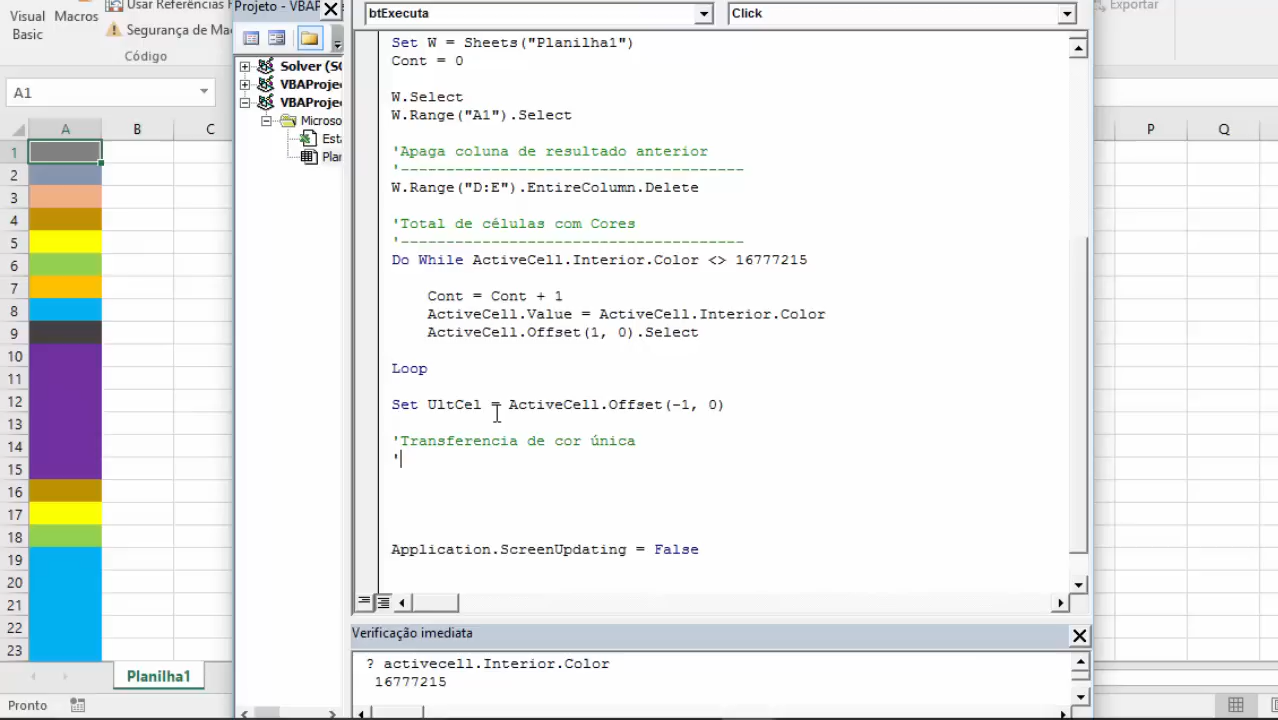 Visual
Basic
Macros
Usar Referências
Segurança de Ma
Código
A1
Projeto - VBAP
Solver (SO
VBAProje
VBAProje
Microso
Esta
Plan
btExecuta
Click
Exportar
Set W = Sheets("Planilha1")
Cont = 0
W.Select
W.Range("A1").Select
'Apaga coluna de resultado anterior
'--------------------------------------
W.Range("D:E").EntireColumn.Delete
'Total de células com Cores
'--------------------------------------
Do While ActiveCell.Interior.Color <> 16777215
Cont = Cont + 1
ActiveCell.Value = ActiveCell.Interior.Color
ActiveCell.Offset(1, 0).Select
Loop
Set UltCel = ActiveCell.Offset(-1, 0)
'Transferencia de cor única
'
Application.ScreenUpdating = False
Verificação imediata
? activecell.Interior.Color
16777215
A B C P Q
1
2
3
4
5
6
7
8
9
10
11
12
13
14
15
16
17
18
19
20
21
22
23
Planilha1
Pronto